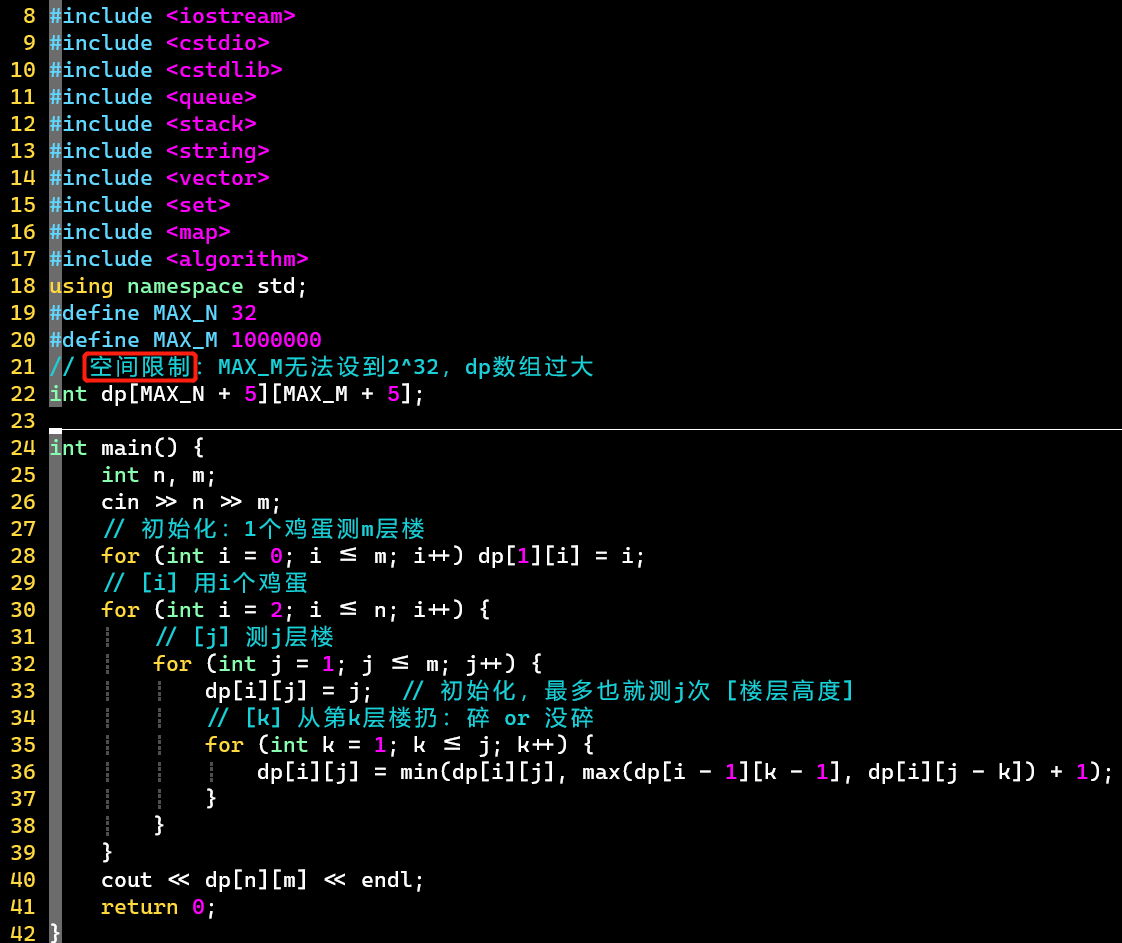 8 #include <iostream>
9 #include <cstdio>
10 #include <cstdlib>
11 #include <queue>
12 #include <stack>
13 #include <string>
14 #include <vector>
15 #include <set>
16 #include <map>
17 #include <algorithm>
18 using namespace std;
19 #define MAX_N 32
20 #define MAX_M 1000000
21 // 空间限制：MAX_M无法设到2^32，dp数组过大
22 int dp[MAX_N + 5][MAX_M + 5];
23
24 int main() {
25     int n, m;
26     cin >> n >> m;
27     // 初始化：1个鸡蛋测m层楼
28     for (int i = 0; i <= m; i++) dp[1][i] = i;
29     // [i] 用i个鸡蛋
30     for (int i = 2; i <= n; i++) {
31         // [j] 测j层楼
32         for (int j = 1; j <= m; j++) {
33             dp[i][j] = j;  // 初始化，最多也就测j次 [楼层高度]
34             // [k] 从第k层楼扔：碎 or 没碎
35             for (int k = 1; k <= j; k++) {
36                 dp[i][j] = min(dp[i][j], max(dp[i - 1][k - 1], dp[i][j - k]) + 1);
37             }
38         }
39     }
40     cout << dp[n][m] << endl;
41     return 0;
42 }